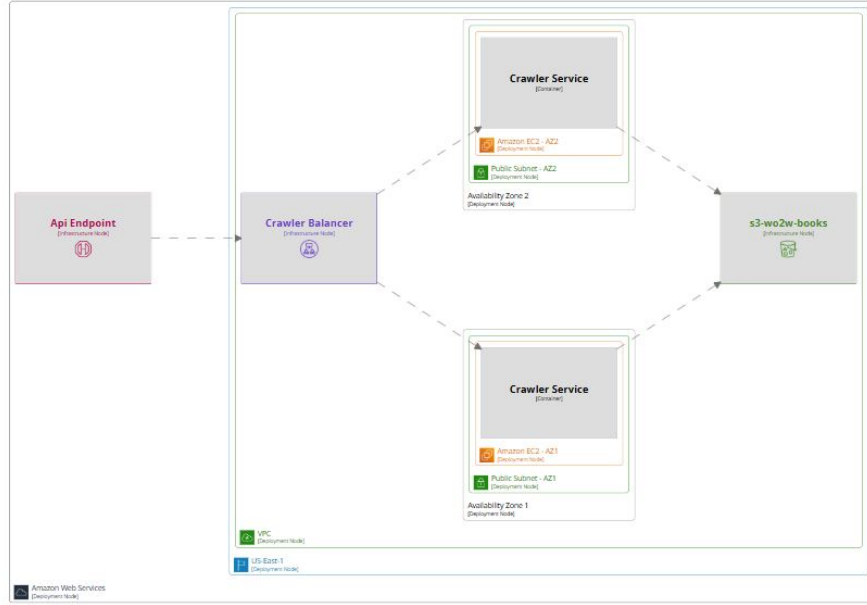 Crawler Service
[Container]
Amazon EC2 - AZ2
[Deployment Node]
Public Subnet - AZ2
[Deployment Node]
Availability Zone 2
[Deployment Node]
Api Endpoint
[Infrastructure Node]
Crawler Balancer
[Infrastructure Node]
s3-wo2w-books
[Infrastructure Node]
Crawler Service
[Container]
Amazon EC2 - AZ1
[Deployment Node]
Public Subnet - AZ1
[Deployment Node]
Availability Zone 1
[Deployment Node]
VPC
[Deployment Node]
US-East-1
[Deployment Node]
Amazon Web Services
[Deployment Node]